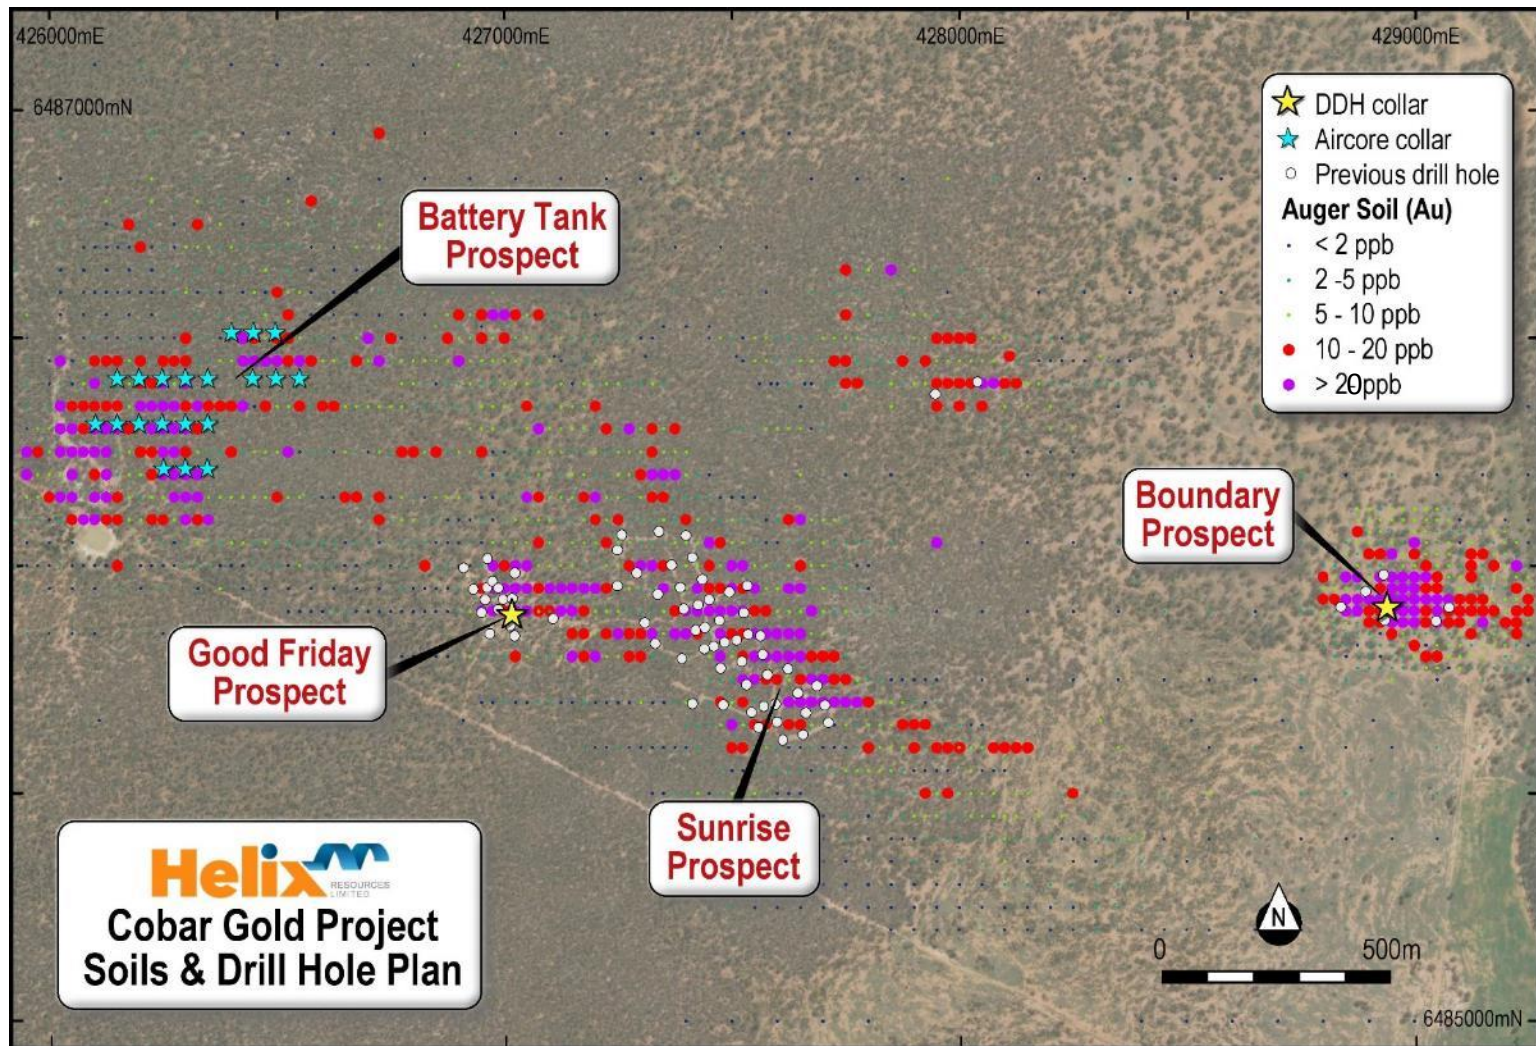 426000mE
427000mE
428000mE
429000mE
6487000mN
DDH collar
Aircore collar
Previous drill hole
Auger Soil (Au)
< 2 ppb
2 -5 ppb
5 - 10 ppb
10 - 20 ppb
> 20ppb
Battery Tank
Prospect
Boundary
Prospect
Good Friday
Prospect
Sunrise
Prospect
Helix
RESOURCES
LIMITED
Cobar Gold Project
Soils & Drill Hole Plan
N
0
500m
6485000mN